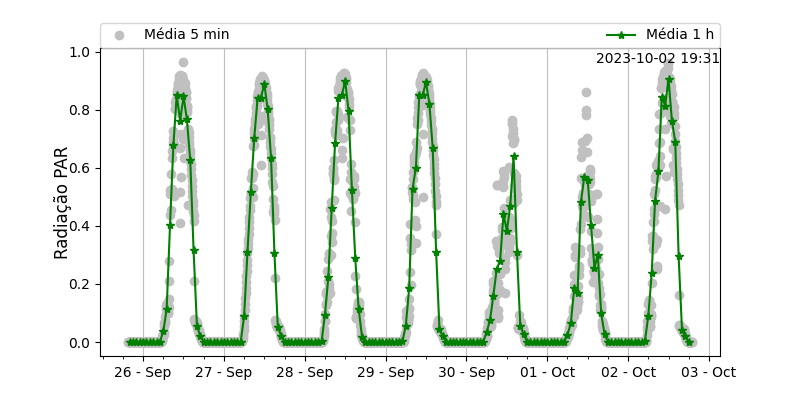 Média 5 min
Média 1 h
2023-10-02 19:31
Radiação PAR
1.0
0.8
0.6
0.4
0.2
0.0
26 - Sep
27 - Sep
28 - Sep
29 - Sep
30 - Sep
01 - Oct
02 - Oct
03 - Oct